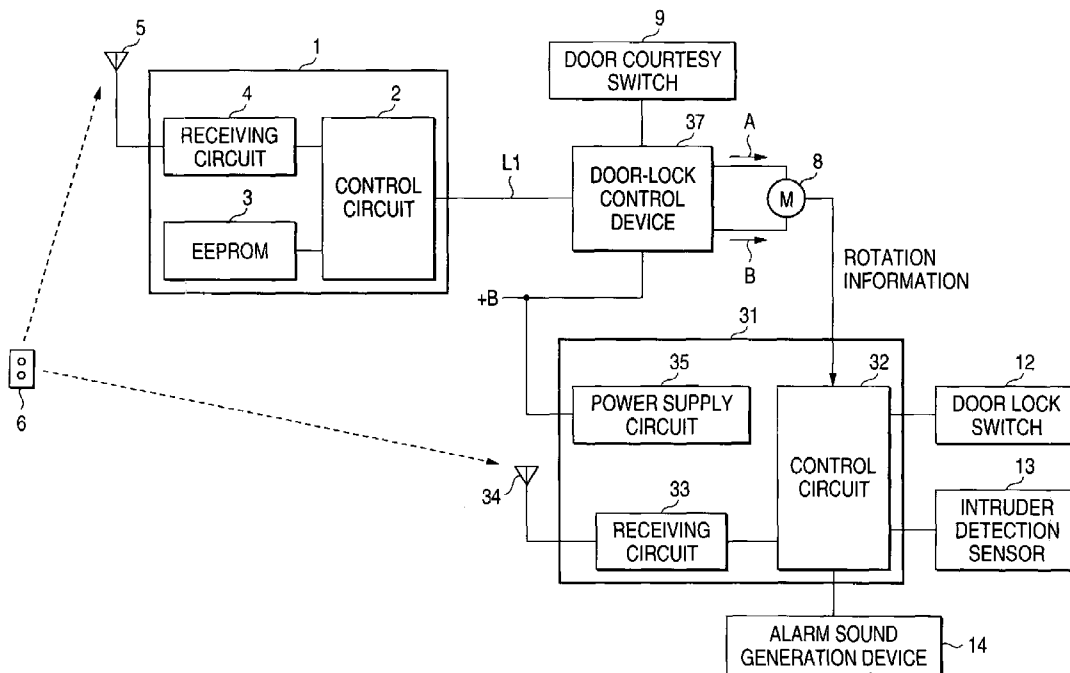 5
1
9
DOOR COURTESY
SWITCH
4
2
RECEIVING
CIRCUIT
CONTROL
CIRCUIT
3
EEPROM
L1
37
DOOR-LOCK
CONTROL
DEVICE
A
8
M
B
ROTATION
INFORMATION
+B
6
31
35
POWER SUPPLY
CIRCUIT
32
CONTROL
CIRCUIT
12
DOOR LOCK
SWITCH
34
33
RECEIVING
CIRCUIT
13
INTRUDER
DETECTION
SENSOR
ALARM SOUND
GENERATION DEVICE
14